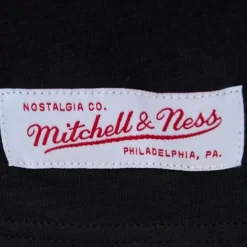 NOSTALGIA CO.
Mitchell & Ness
PHILADELPHIA, PA.